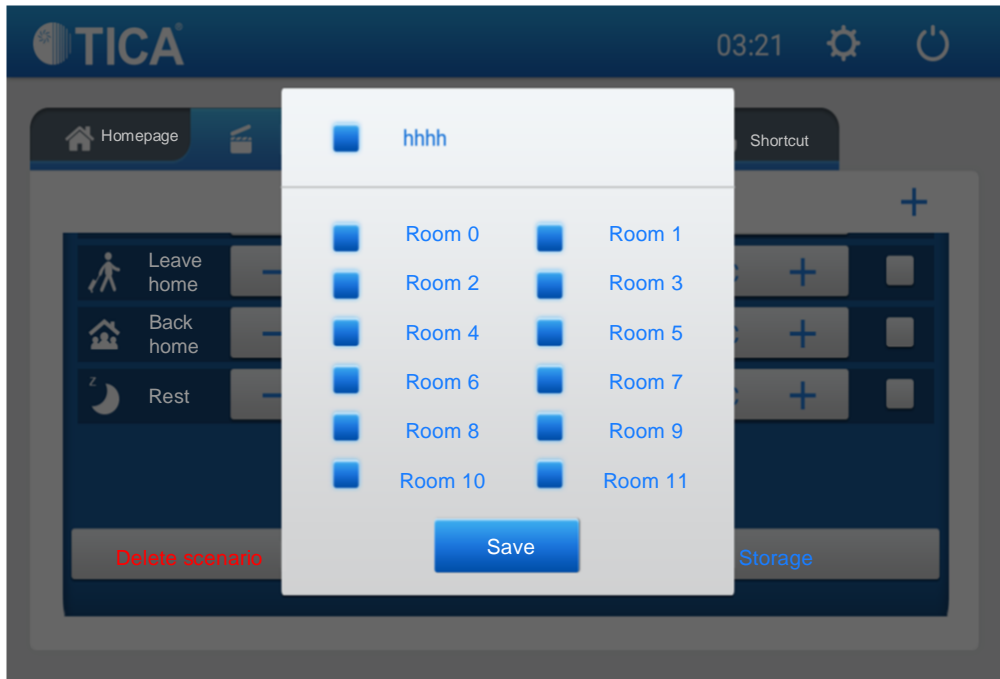 TICA
03:21
Homepage
Shortcut
hhhh
Room 0
Room 1
Leave
home
Room 2
Room 3
Back
home
Room 4
Room 5
z
Rest
Room 6
Room 7
Room 8
Room 9
Room 10
Room 11
Delete scenario
Save
Storage